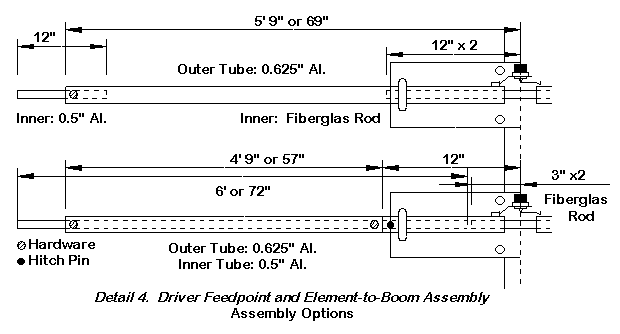 5' 9" or 69"
12"
12" x 2
Outer Tube: 0.625" Al.
Inner: 0.5" Al.
Inner: Fiberglas Rod
4' 9" or 57"
12"
6' or 72"
3" x2
Fiberglas
Rod
Hardware
Hitch Pin
Outer Tube: 0.625" Al.
Inner Tube: 0.5" Al.
Detail 4. Driver Feedpoint and Element-to-Boom Assembly
Assembly Options